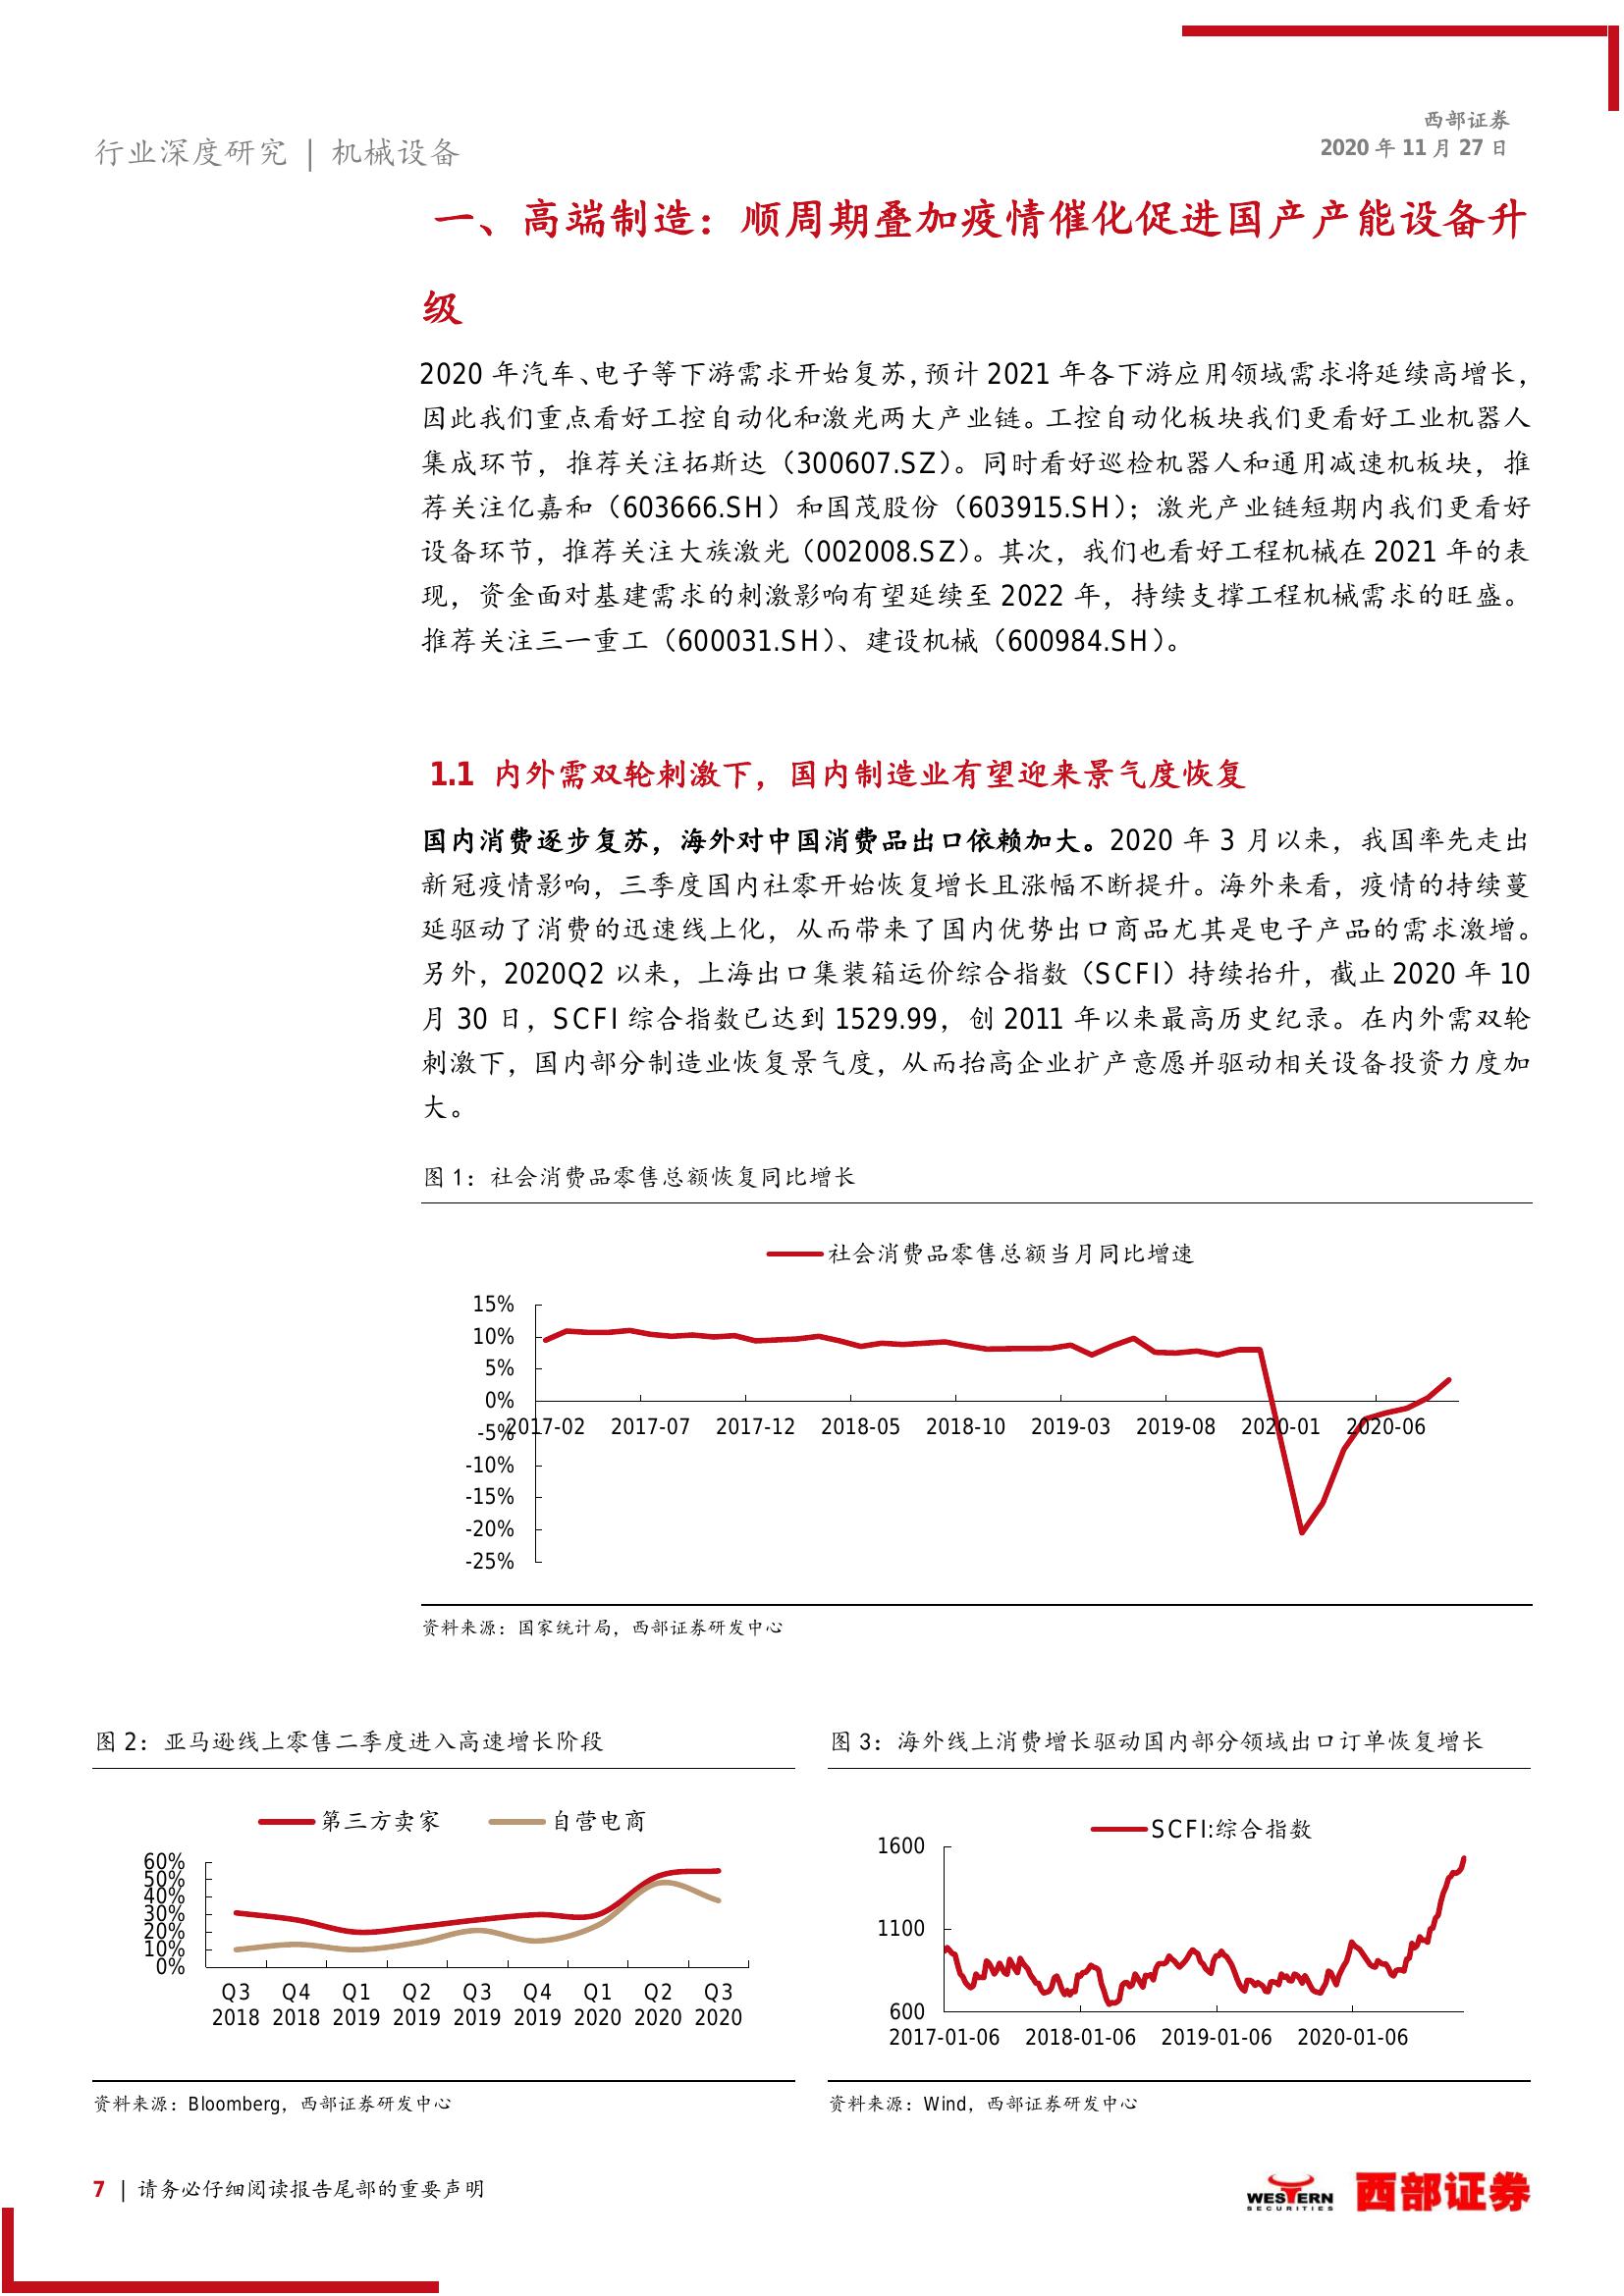 西部证券
行业深度研究 | 机械设备
2020 年 11 月 27 日
一、高端制造：顺周期叠加疫情催化促进国产产能设备升
级
2020 年汽车、电子等下游需求开始复苏，预计 2021 年各下游应用领域需求将延续高增长，
因此我们重点看好工控自动化和激光两大产业链。工控自动化板块我们更看好工业机器人
集成环节，推荐关注拓斯达（300607.SZ）。同时看好巡检机器人和通用减速机板块，推
荐关注亿嘉和（603666.SH）和国茂股份（603915.SH）；激光产业链短期内我们更看好
设备环节，推荐关注大族激光（002008.SZ）。其次，我们也看好工程机械在 2021 年的表
现，资金面对基建需求的刺激影响有望延续至 2022 年，持续支撑工程机械需求的旺盛。
推荐关注三一重工（600031.SH）、建设机械（600984.SH）。
1.1 内外需双轮刺激下，国内制造业有望迎来景气度恢复
国内消费逐步复苏，海外对中国消费品出口依赖加大。2020 年 3 月以来，我国率先走出
新冠疫情影响，三季度国内社零开始恢复增长且涨幅不断提升。海外来看，疫情的持续蔓
延驱动了消费的迅速线上化，从而带来了国内优势出口商品尤其是电子产品的需求激增。
另外，2020Q2 以来，上海出口集装箱运价综合指数（SCFI）持续抬升，截止 2020 年 10
月 30 日，SCFI 综合指数已达到 1529.99，创 2011 年以来最高历史纪录。在内外需双轮
刺激下，国内部分制造业恢复景气度，从而抬高企业扩产意愿并驱动相关设备投资力度加
大。
图 1：社会消费品零售总额恢复同比增长
社会消费品零售总额当月同比增速
15%
10%
5%
0%
-5%
-10%
-15%
-20%
-25%
2017-02 2017-07 2017-12 2018-05 2018-10 2019-03 2019-08 2020-01 2020-06
资料来源：国家统计局，西部证券研发中心
图 2：亚马逊线上零售二季度进入高速增长阶段
第三方卖家 自营电商
60%
50%
40%
30%
20%
10%
0%
Q3 Q4 Q1 Q2 Q3 Q4 Q1 Q2 Q3
2018 2018 2019 2019 2019 2019 2020 2020 2020
资料来源：Bloomberg，西部证券研发中心
图 3：海外线上消费增长驱动国内部分领域出口订单恢复增长
SCFI:综合指数
1600
1100
600
2017-01-06 2018-01-06 2019-01-06 2020-01-06
资料来源：Wind，西部证券研发中心
7 | 请务必仔细阅读报告尾部的重要声明
WESTERN
SECURITIES
西部证券